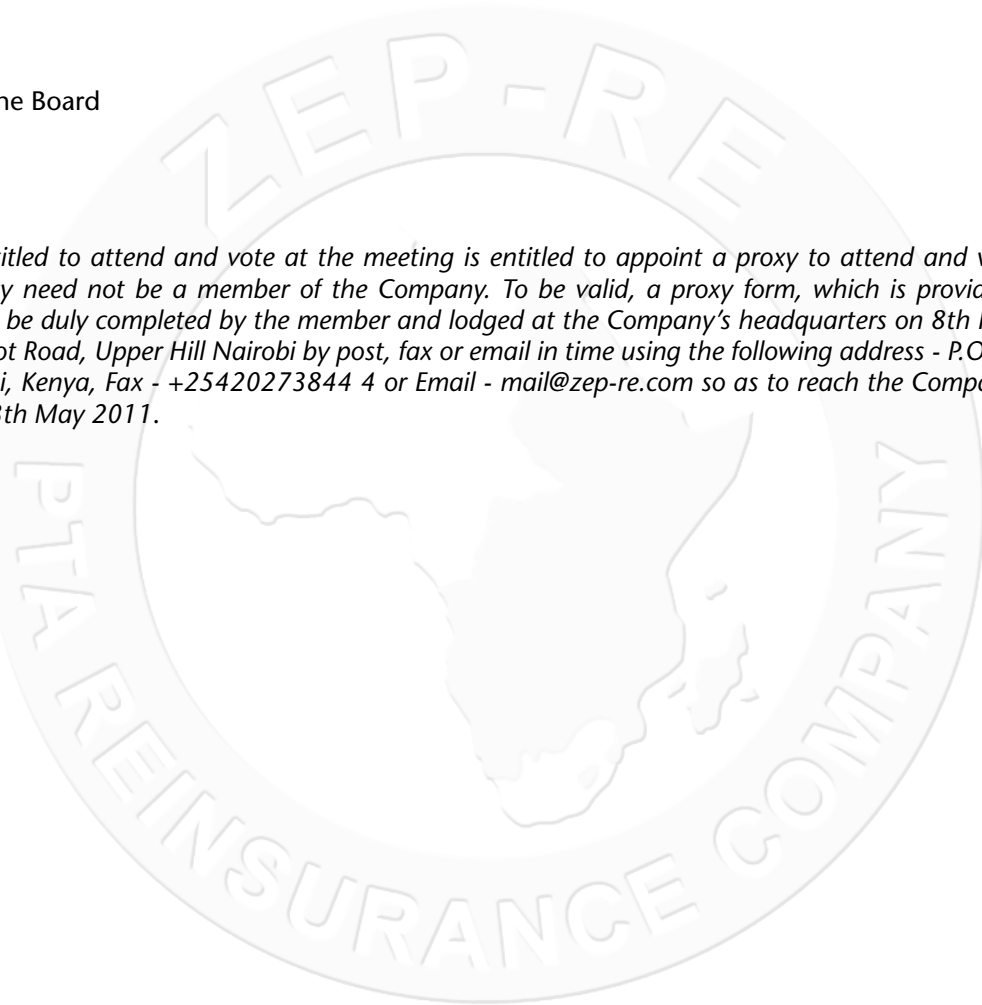 ne Board
titled to attend and vote at the meeting is entitled to appoint a proxy to attend and v
y need not be a member of the Company. To be valid, a proxy form, which is provid
be duly completed by the member and lodged at the Company's headquarters on 8th
ot Road, Upper Hill Nairobi by post, fax or email in time using the following address - P.O
i, Kenya, Fax - +25420273844 4 or Email - mail@zep-re.com so as to reach the Comp
8th May 2011.
ZEP-RE
PTA REINSURANCE COMPANY